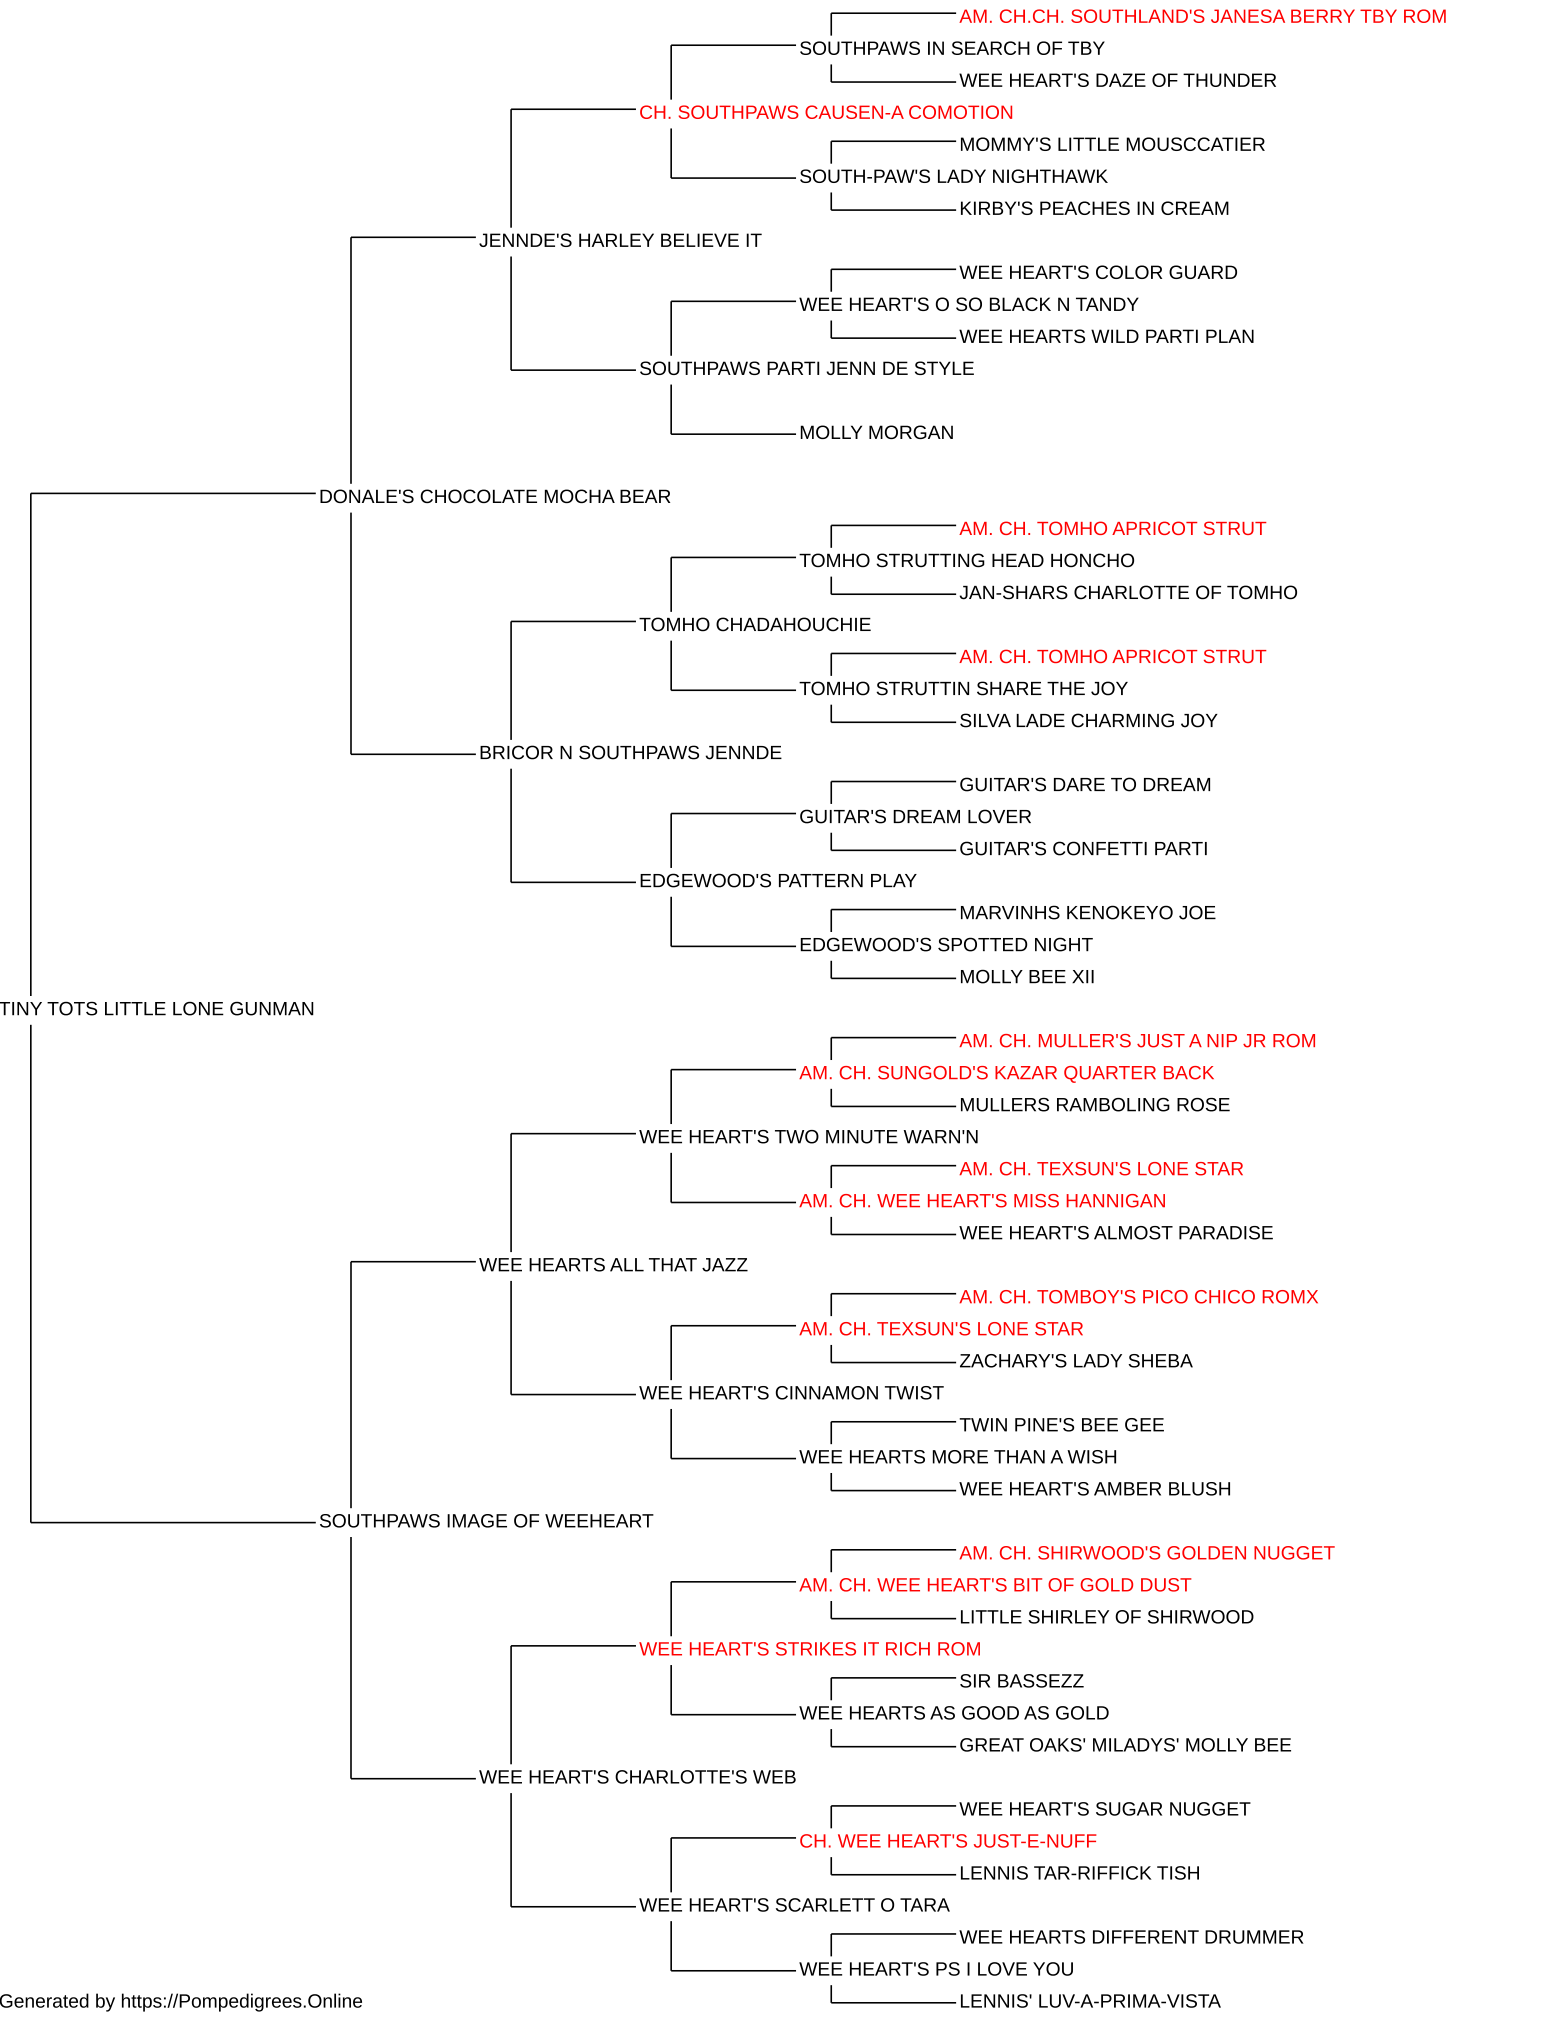 AM. CH.CH. SOUTHLAND'S JANESA BERRY TBY ROM
SOUTHPAWS IN SEARCH OF TBY
WEE HEART'S DAZE OF THUNDER
CH. SOUTHPAWS CAUSEN-A COMOTION
MOMMY'S LITTLE MOUSCCATIER
SOUTH-PAW'S LADY NIGHTHAWK
KIRBY'S PEACHES IN CREAM
JENNDE'S HARLEY BELIEVE IT
WEE HEART'S COLOR GUARD
WEE HEART'S O SO BLACK N TANDY
WEE HEARTS WILD PARTI PLAN
SOUTHPAWS PARTI JENN DE STYLE
MOLLY MORGAN
DONALE'S CHOCOLATE MOCHA BEAR
AM. CH. TOMHO APRICOT STRUT
TOMHO STRUTTING HEAD HONCHO
JAN-SHARS CHARLOTTE OF TOMHO
TOMHO CHADAHOUCHIE
AM. CH. TOMHO APRICOT STRUT
TOMHO STRUTTIN SHARE THE JOY
SILVA LADE CHARMING JOY
BRICOR N SOUTHPAWS JENNDE
GUITAR'S DARE TO DREAM
GUITAR'S DREAM LOVER
GUITAR'S CONFETTI PARTI
EDGEWOOD'S PATTERN PLAY
MARVINHS KENOKEYO JOE
EDGEWOOD'S SPOTTED NIGHT
MOLLY BEE XII
TINY TOTS LITTLE LONE GUNMAN
AM. CH. MULLER'S JUST A NIP JR ROM
AM. CH. SUNGOLD'S KAZAR QUARTER BACK
MULLERS RAMBOLING ROSE
WEE HEART'S TWO MINUTE WARN'N
AM. CH. TEXSUN'S LONE STAR
AM. CH. WEE HEART'S MISS HANNIGAN
WEE HEART'S ALMOST PARADISE
WEE HEARTS ALL THAT JAZZ
AM. CH. TOMBOY'S PICO CHICO ROMX
AM. CH. TEXSUN'S LONE STAR
ZACHARY'S LADY SHEBA
WEE HEART'S CINNAMON TWIST
TWIN PINE'S BEE GEE
WEE HEARTS MORE THAN A WISH
WEE HEART'S AMBER BLUSH
SOUTHPAWS IMAGE OF WEEHEART
AM. CH. SHIRWOOD'S GOLDEN NUGGET
AM. CH. WEE HEART'S BIT OF GOLD DUST
LITTLE SHIRLEY OF SHIRWOOD
WEE HEART'S STRIKES IT RICH ROM
SIR BASSEZZ
WEE HEARTS AS GOOD AS GOLD
GREAT OAKS' MILADYS' MOLLY BEE
WEE HEART'S CHARLOTTE'S WEB
WEE HEART'S SUGAR NUGGET
CH. WEE HEART'S JUST-E-NUFF
LENNIS TAR-RIFFICK TISH
WEE HEART'S SCARLETT O TARA
WEE HEARTS DIFFERENT DRUMMER
WEE HEART'S PS I LOVE YOU
LENNIS' LUV-A-PRIMA-VISTA
Generated by https://Pompedigrees.Online